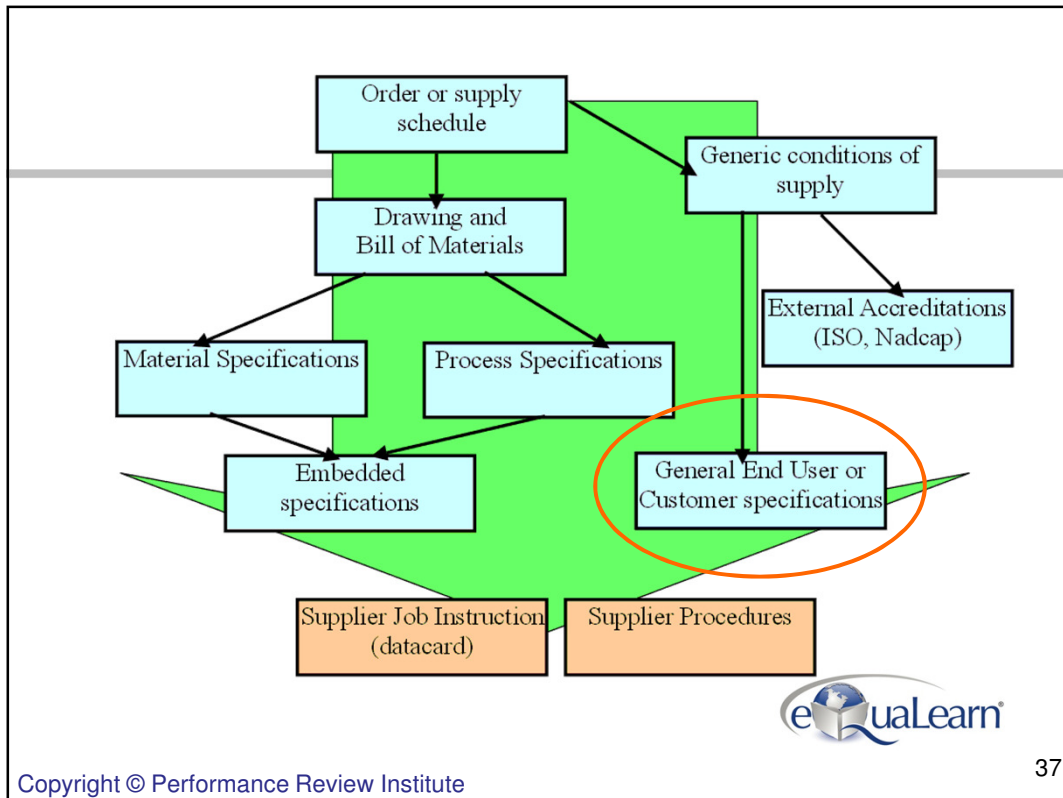 Order or supply
schedule
Generic conditions of
supply
Drawing and
Bill of Materials
External Accreditations
(ISO, Nadcap)
Material Specifications
Process Specifications
Embedded
specifications
General End User or
Customer specifications
Supplier Job Instruction
(datacard)
Supplier Procedures
eQuaLearn®
Copyright © Performance Review Institute
37